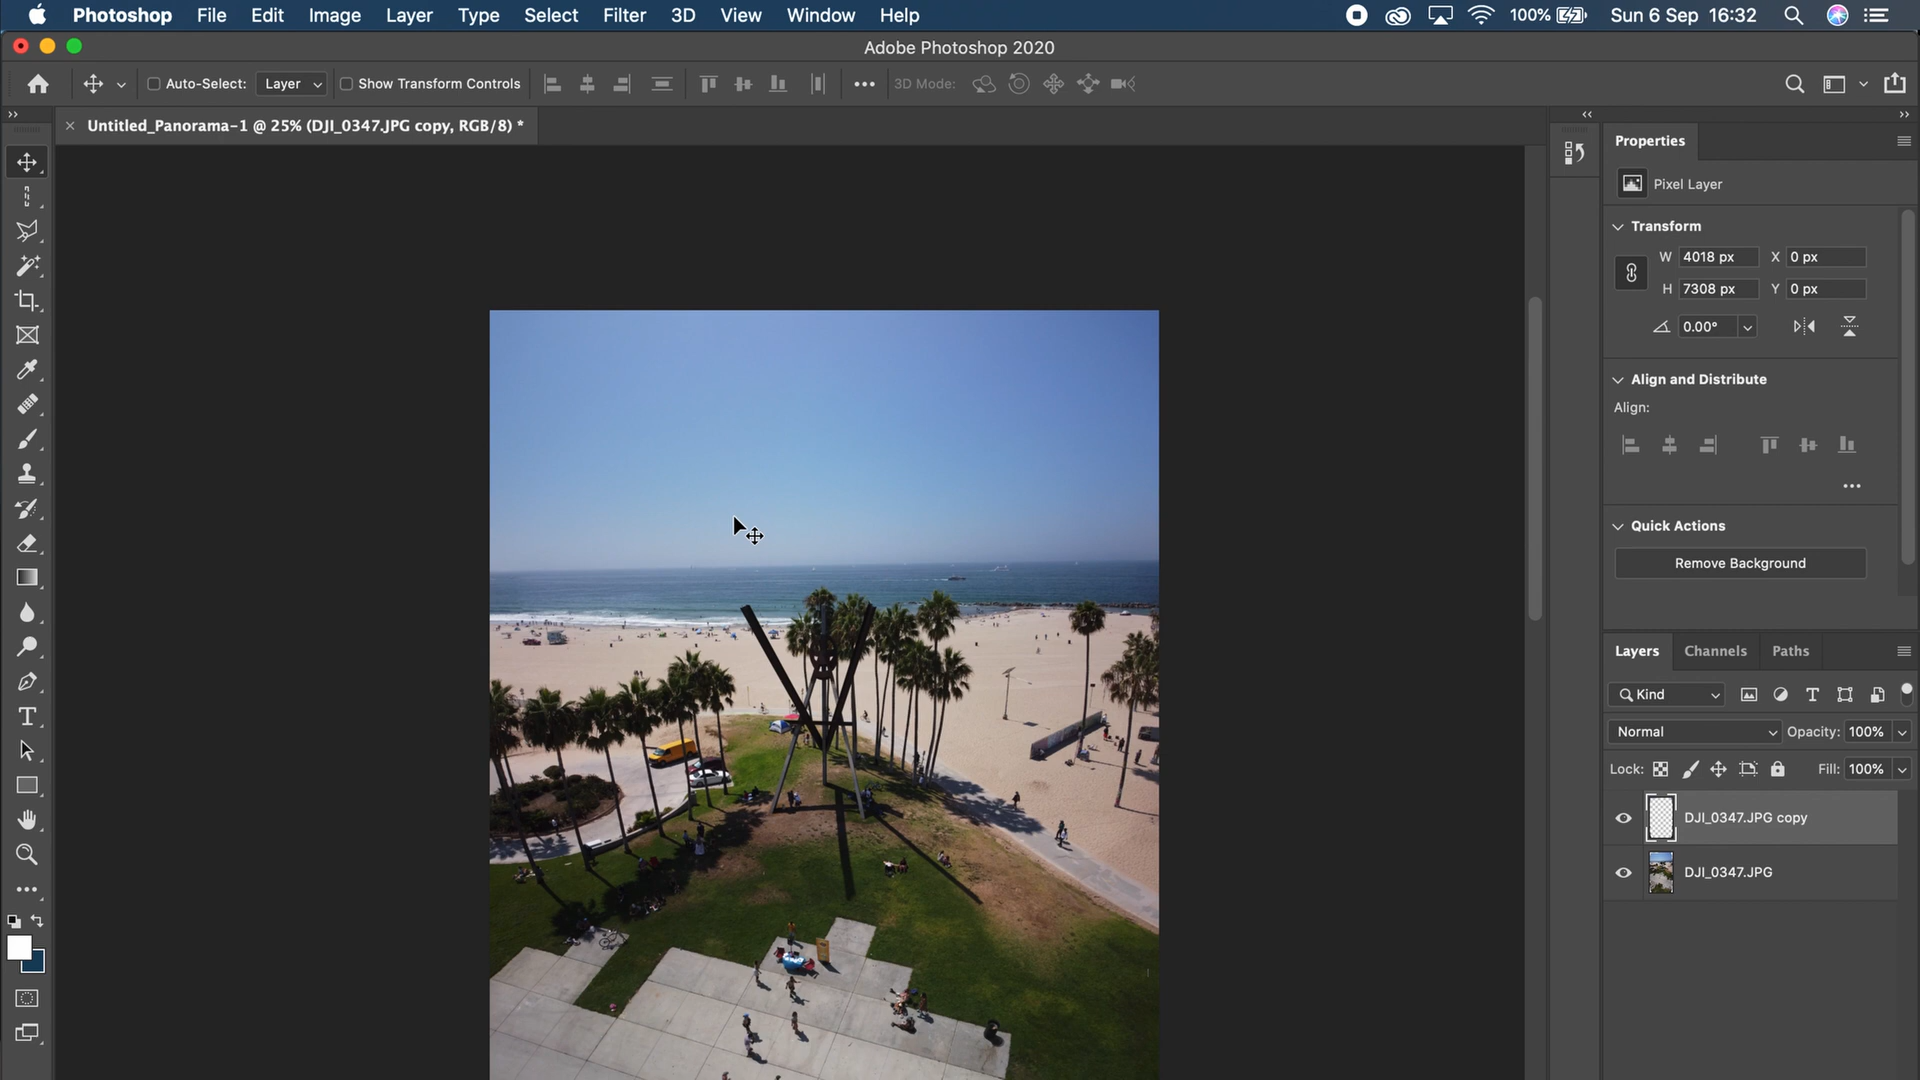 Photoshop File Edit Image Layer Type Select Filter 3D View Window Help 100% Sun 6 Sep 16:32
Adobe Photoshop 2020
Auto-Select: Layer Show Transform Controls 3D Mode:
Untitled_Panorama-1 @ 25% (DJI_0347.JPG copy, RGB/8) *
Properties
Pixel Layer
Transform
W 4018 px X 0 px
H 7308 px Y 0 px
0.00°
Align and Distribute
Align:
Quick Actions
Remove Background
Layers Channels Paths
Kind
Normal Opacity: 100%
Lock: Fill: 100%
DJI_0347.JPG copy
DJI_0347.JPG